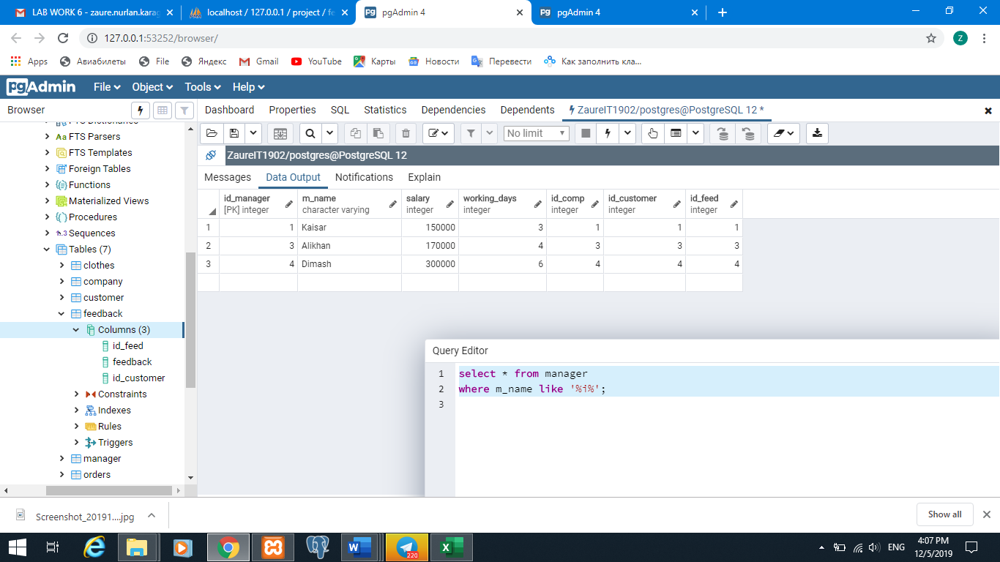 LAB WORK 6 - zaure.nurlan.karag
localhost / 127.0.0.1 / project / fe
pgAdmin 4
pgAdmin 4
127.0.0.1:53252/browser/
Z
Apps Авиабилеты File Яндекс Gmail YouTube Карты Новости Перевести Как заполнить кла...
pgAdmin File Object Tools Help
Browser
Dashboard Properties SQL Statistics Dependencies Dependents ZaureIT1902/postgres@PostgreSQL 12 *
No limit
ZaureIT1902/postgres@PostgreSQL 12
FTS Dictionaries
FTS Parsers
FTS Templates
Foreign Tables
Functions
Materialized Views
Procedures
1..3 Sequences
Tables (7)
clothes
company
customer
feedback
Columns (3)
id_feed
feedback
id_customer
Constraints
Indexes
Rules
Triggers
manager
orders
Messages Data Output Notifications Explain
id_manager m_name salary working_days id_comp id_customer id_feed
[PK] integer character varying integer integer integer integer integer
1 1 Kaisar 150000 3 1 1 1
2 3 Alikhan 170000 4 3 3 3
3 4 Dimash 300000 6 4 4 4
Query Editor
1 select * from manager
2 where m_name like '%i%';
3
Screenshot_20191....jpg
Show all
220
ENG
4:07 PM
12/5/2019